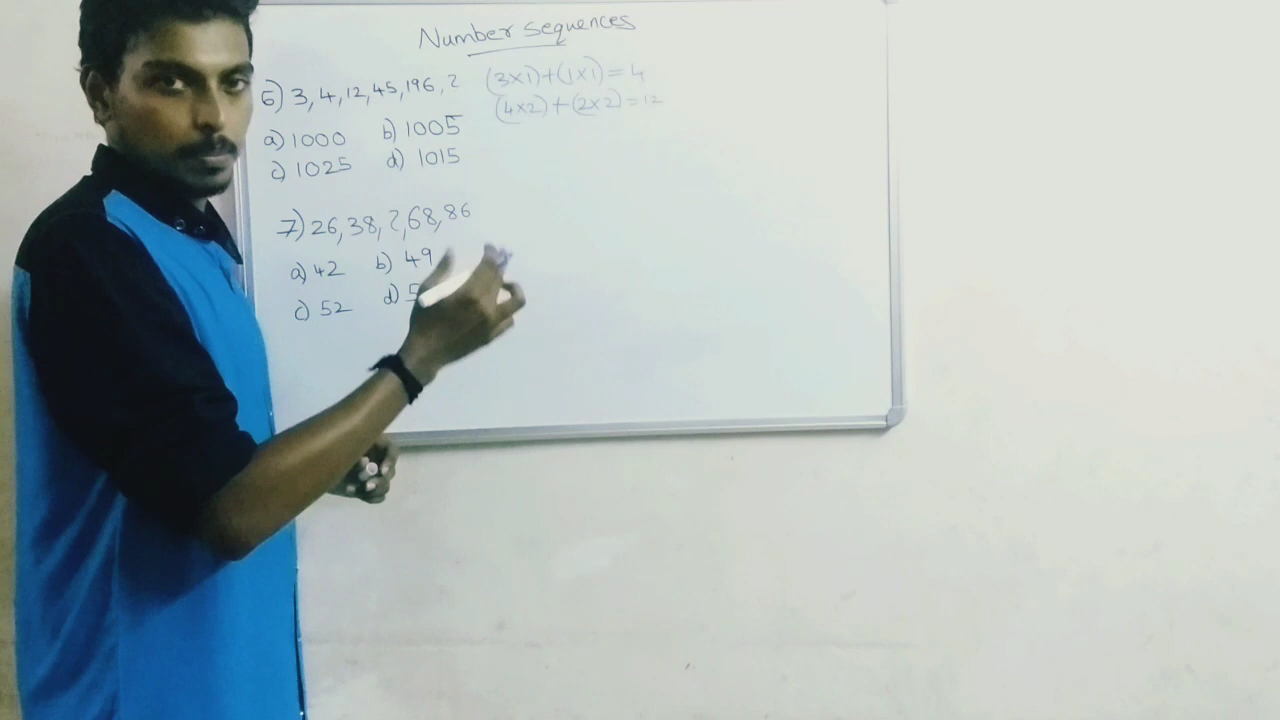 Number Sequences
6) 3, 4, 12, 45, 196, ? (3×1)+(1×1)=4
(4×2)+(2×2)=12
a) 1000 b) 1005
c) 1025 d) 1015
7) 26, 38, ?, 68, 86
a) 42 b) 49
c) 52 d)